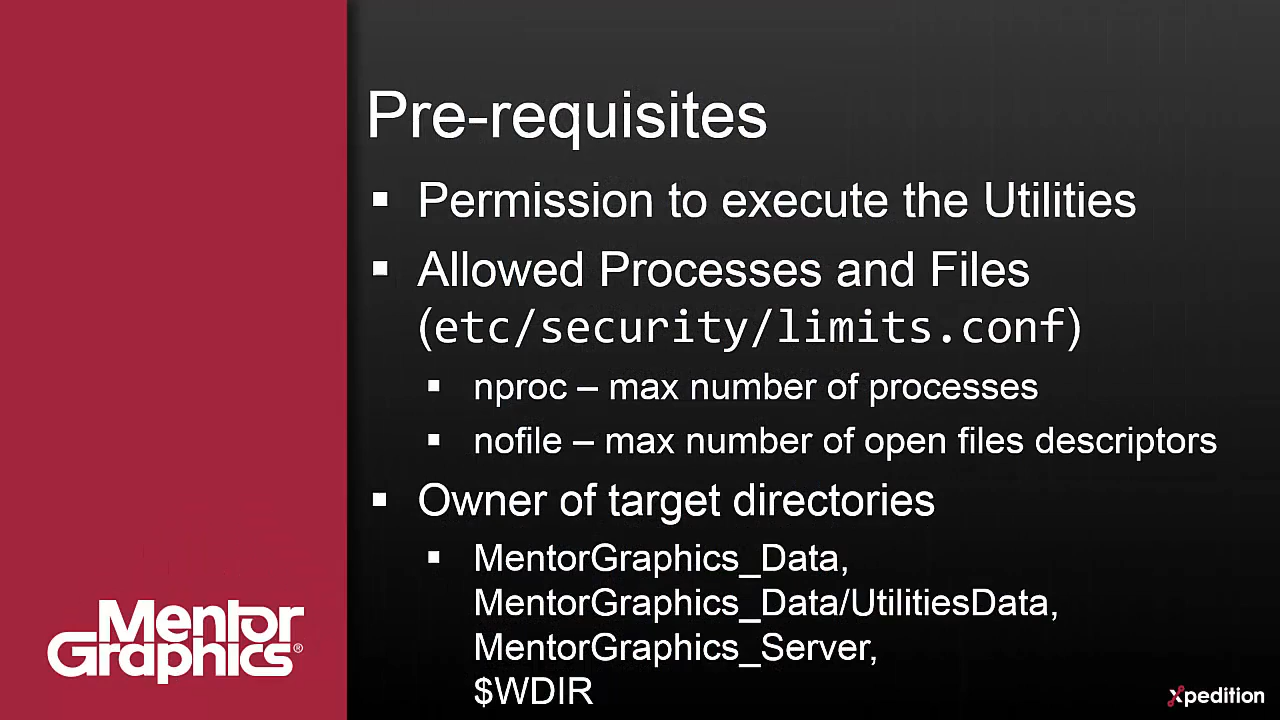 Pre-requisites
▪ Permission to execute the Utilities
▪ Allowed Processes and Files
(etc/security/limits.conf)
▪ nproc – max number of processes
▪ nofile – max number of open files descriptors
▪ Owner of target directories
▪ MentorGraphics_Data,
MentorGraphics_Data/UtilitiesData,
MentorGraphics_Server,
$WDIR
Mentor
Graphics®
Xpedition